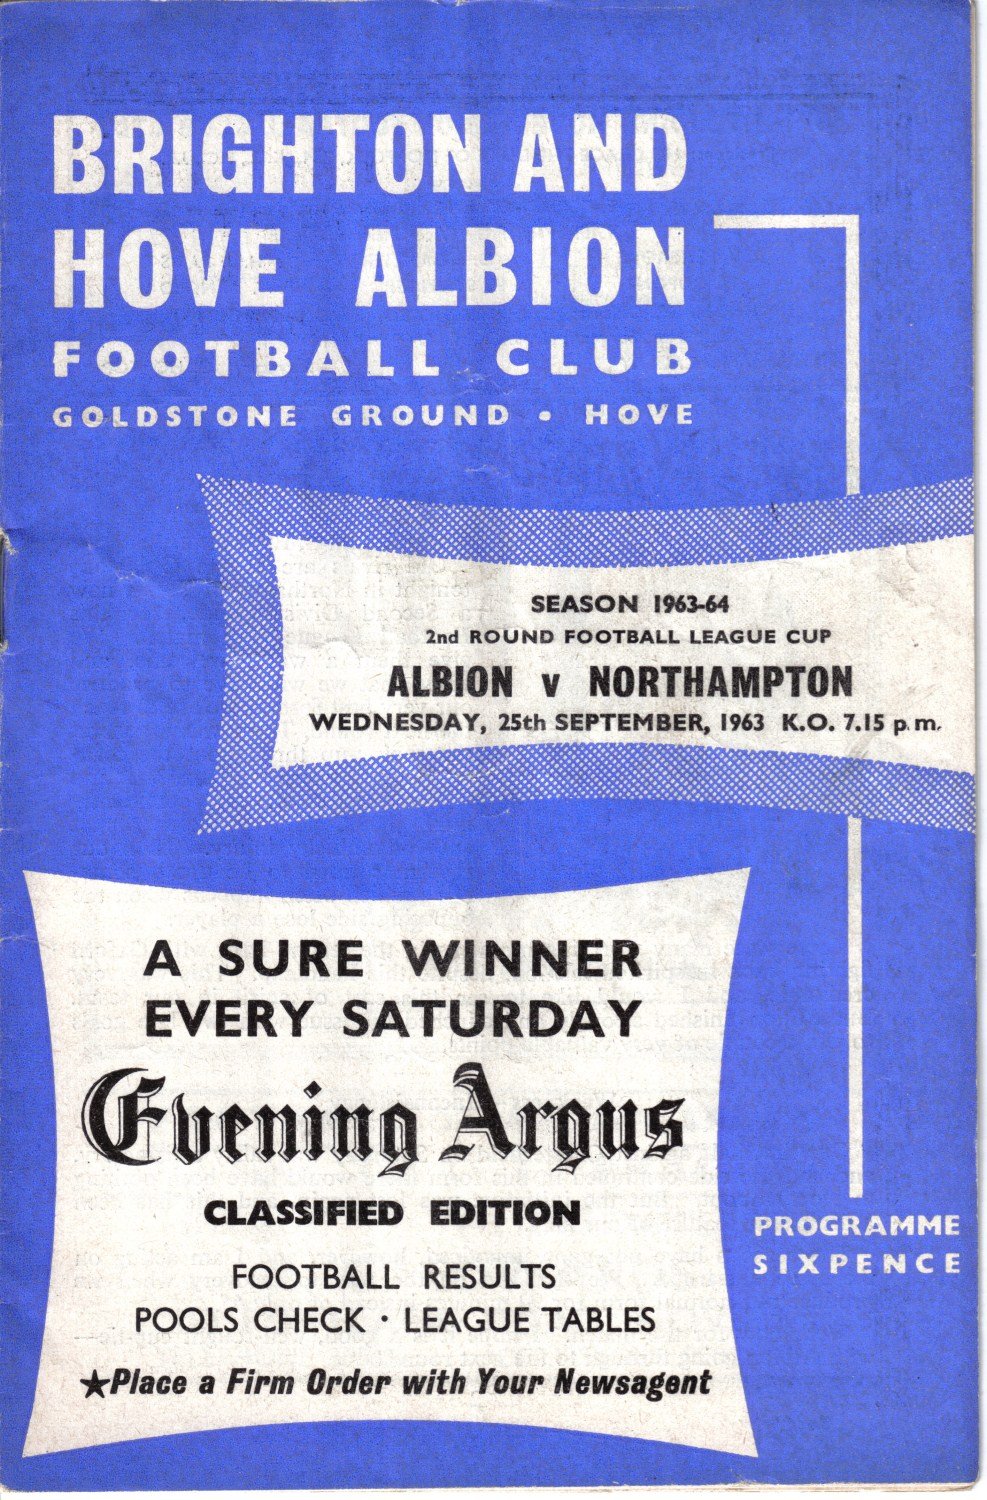 BRIGHTON AND
HOVE ALBION
FOOTBALL CLUB
GOLDSTONE GROUND • HOVE
SEASON 1963-64
2nd ROUND FOOTBALL LEAGUE CUP
ALBION v NORTHAMPTON
WEDNESDAY, 25th SEPTEMBER, 1963 K.O. 7.15 p.m.
A SURE WINNER
EVERY SATURDAY
Evening Argus
CLASSIFIED EDITION
FOOTBALL RESULTS
POOLS CHECK · LEAGUE TABLES
★Place a Firm Order with Your Newsagent
PROGRAMME
SIXPENCE